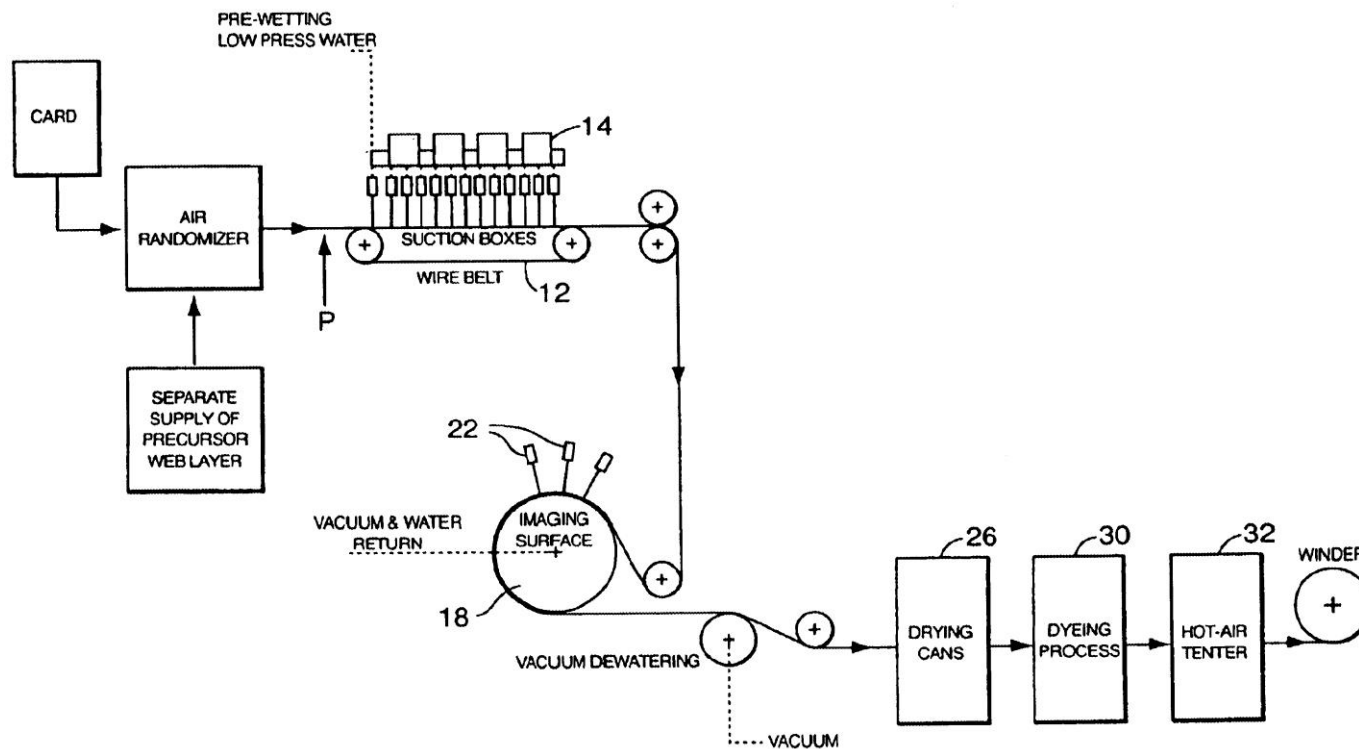 PRE-WETTING
LOW PRESS WATER
CARD
14
AIR
RANDOMIZER
SUCTION BOXES
WIRE BELT
12
P
SEPARATE
SUPPLY OF
PRECURSOR
WEB LAYER
22
VACUUM & WATER
RETURN
IMAGING
SURFACE
18
VACUUM DEWATERING
VACUUM
26
DRYING
CANS
30
DYEING
PROCESS
32
HOT-AIR
TENTER
WINDER